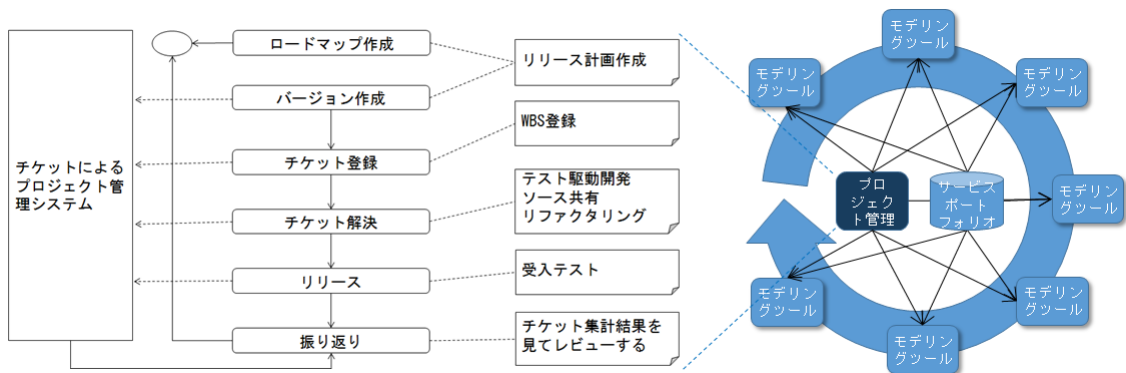 チケットによる
プロジェクト管
理システム
ロードマップ作成
バージョン作成
チケット登録
チケット解決
リリース
振り返り
リリース計画作成
WBS登録
テスト駆動開発
ソース共有
リファクタリング
受入テスト
チケット集計結果を
見てレビューする
モデリン
グツール
モデリン
グツール
モデリン
グツール
プロ
ジェク
ト管理
サービス
ポート
フォリオ
モデリン
グツール
モデリン
グツール
モデリン
グツール
モデリン
グツール